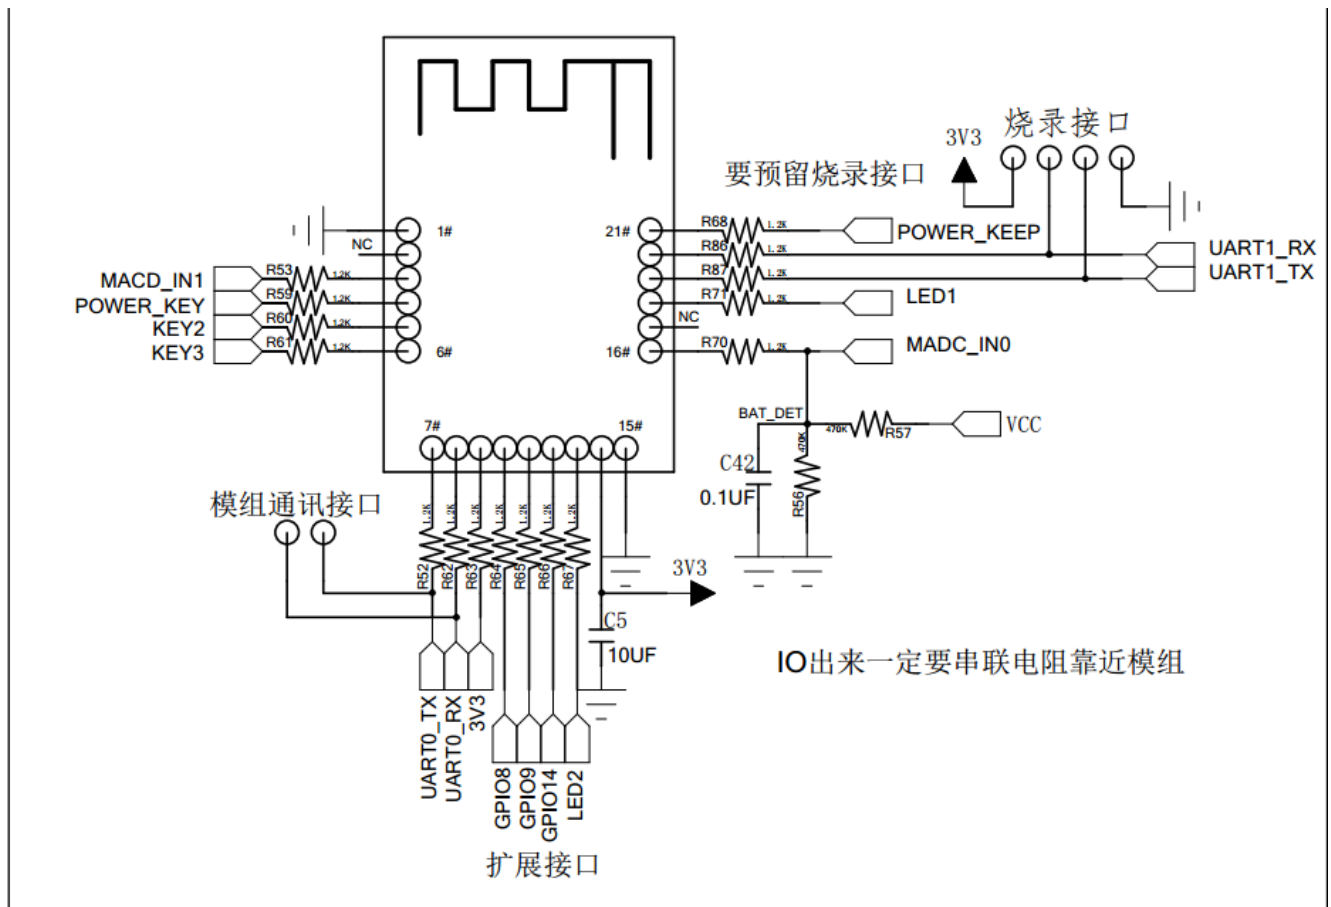 烧录接口
3V3
要预留烧录接口
1#
NC
21#
R68 1.2K
POWER_KEEP
R86 1.2K
UART1_RX
MACD_IN1
R53 1.2K
R87 1.2K
UART1_TX
POWER_KEY
R59 1.2K
R71 1.2K
LED1
KEY2
R60 1.2K
NC
KEY3
R61 1.2K
6#
16#
R70 1.2K
MADC_IN0
7#
15#
BAT_DET
470K
R57
VCC
470K
R56
C42
0.1UF
模组通讯接口
1.2K
1.2K
1.2K
1.2K
1.2K
1.2K
1.2K
R52
R62
R63
R64
R65
R66
R67
3V3
C5
10UF
IO出来一定要串联电阻靠近模组
UART0_TX
UART0_RX
3V3
GPIO8
GPIO9
GPIO14
LED2
扩展接口